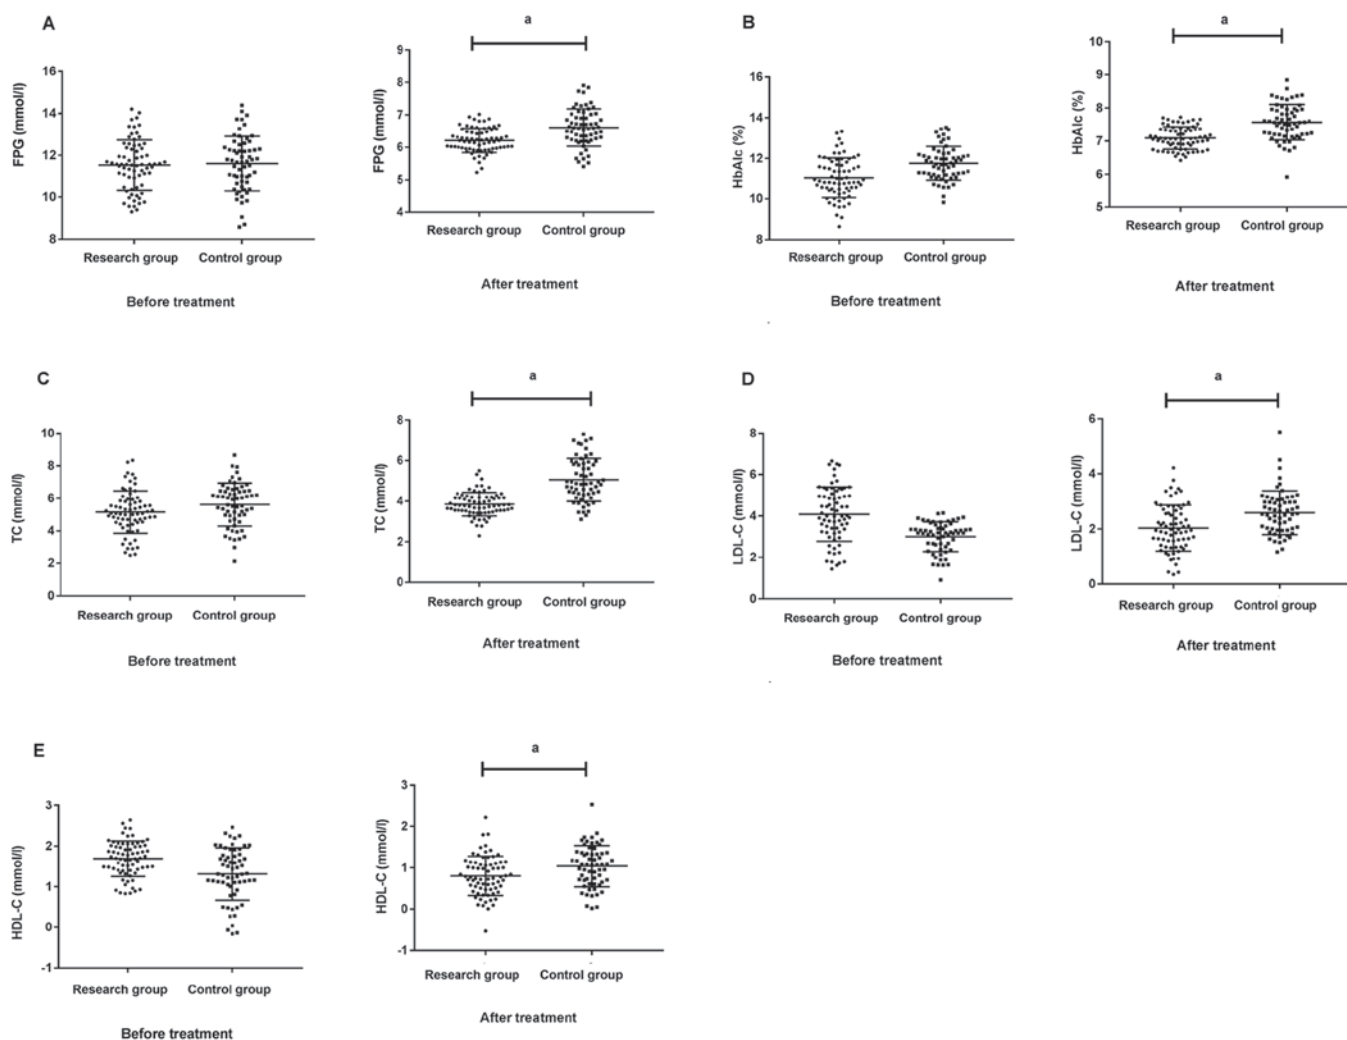 A
FPG (mmol/l)
16
14
12
10
8
Research group Control group
Before treatment
a
FPG (mmol/l)
9
8
7
6
5
4
Research group Control group
After treatment
B
HbAlc (%)
16
14
12
10
8
Research group Control group
Before treatment
a
HbAlc (%)
10
9
8
7
6
5
Research group Control group
After treatment
C
TC (mmol/l)
10
8
6
4
2
0
Research group Control group
Before treatment
a
TC (mmol/l)
8
6
4
2
0
Research group Control group
After treatment
D
LDL-C (mmol/l)
8
6
4
2
0
Research group Control group
Before treatment
a
LDL-C (mmol/l)
6
4
2
0
Research group Control group
After treatment
E
HDL-C (mmol/l)
3
2
1
0
-1
Research group Control group
Before treatment
a
HDL-C (mmol/l)
3
2
1
0
-1
Research group Control group
After treatment